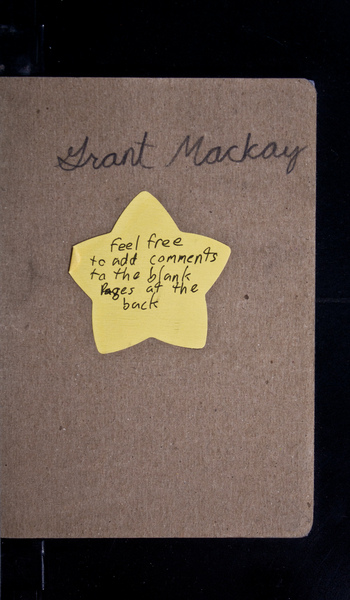 Grant Mackay
feel free
to add comments
to the blank
Pages at the
back